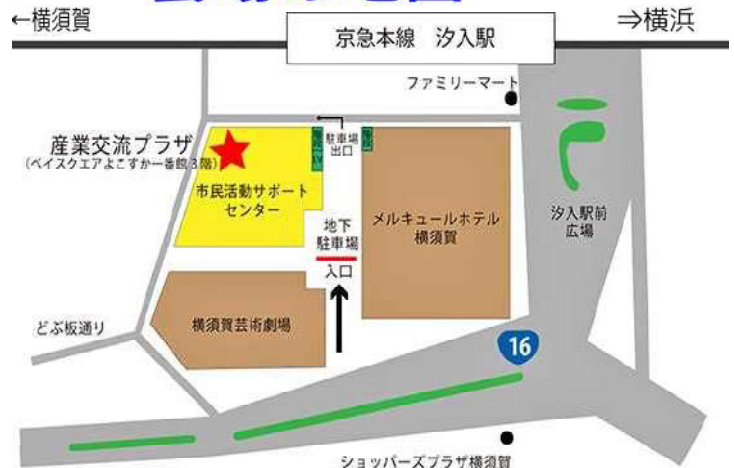 ←横須賀
⇒横浜
京急本線 汐入駅
ファミリーマート
産業交流プラザ
(ベイスクエアよこすか一番館3階)
駐車場
出口
市民活動サポート
センター
地下
駐車場
入口
メルキュールホテル
横須賀
汐入駅前
広場
横須賀芸術劇場
どぶ板通り
16
ショッパーズプラザ横須賀